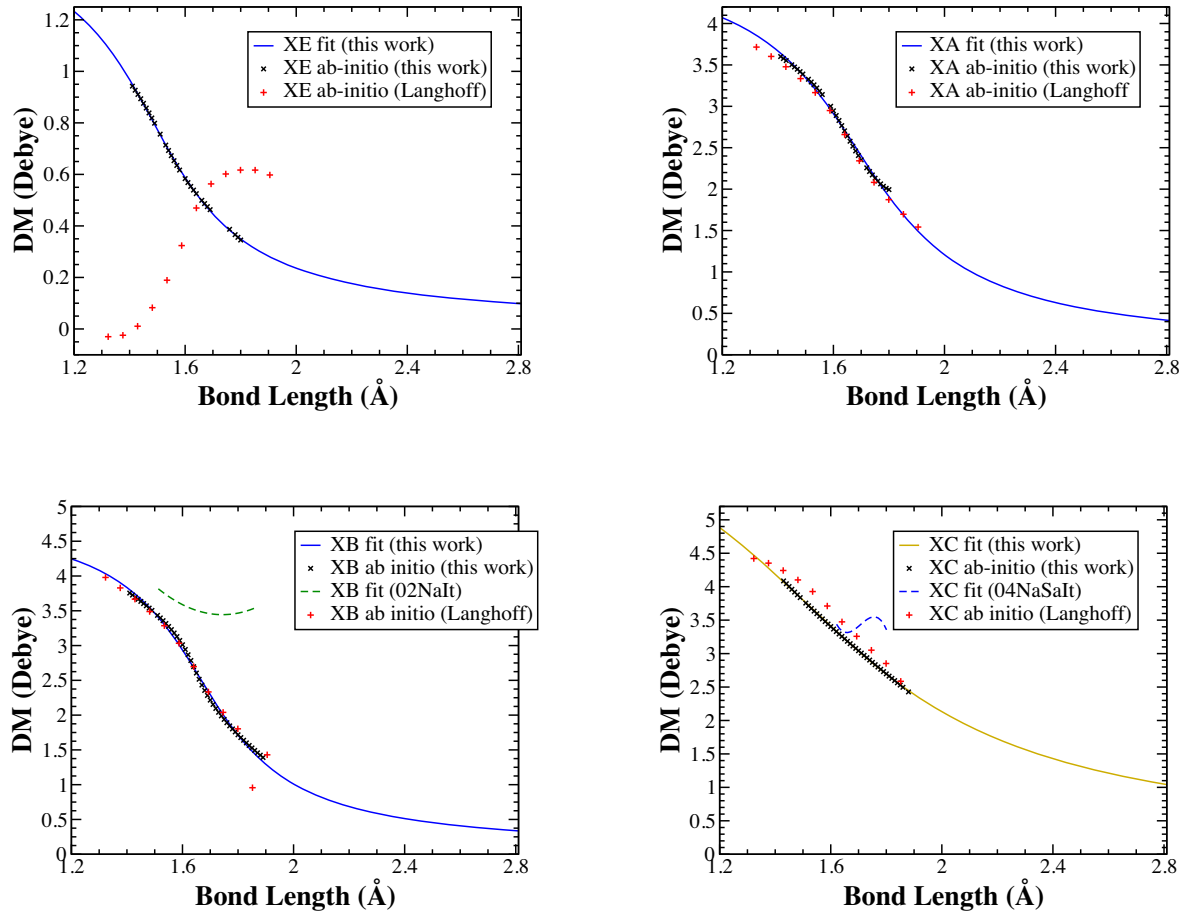 XE fit (this work)
XE ab-initio (this work)
XE ab-initio (Langhoff)
1.2
1
0.8
0.6
0.4
0.2
0
DM (Debye)
1.2
1.6
2
2.4
2.8
Bond Length (Å)
XA fit (this work)
XA ab-initio (this work)
XA ab-initio (Langhoff
4
3.5
3
2.5
2
1.5
1
0.5
0
DM (Debye)
1.2
1.6
2
2.4
2.8
Bond Length (Å)
XB fit (this work)
XB ab initio (this work)
XB fit (02NaIt)
XB ab initio (Langhoff)
5
4.5
4
3.5
3
2.5
2
1.5
1
0.5
0
DM (Debye)
1.2
1.6
2
2.4
2.8
Bond Length (Å)
XC fit (this work)
XC ab-initio (this work)
XC fit (04NaSaIt)
XC ab initio (Langhoff)
5
4.5
4
3.5
3
2.5
2
1.5
1
0.5
0
DM (Debye)
1.2
1.6
2
2.4
2.8
Bond Length (Å)